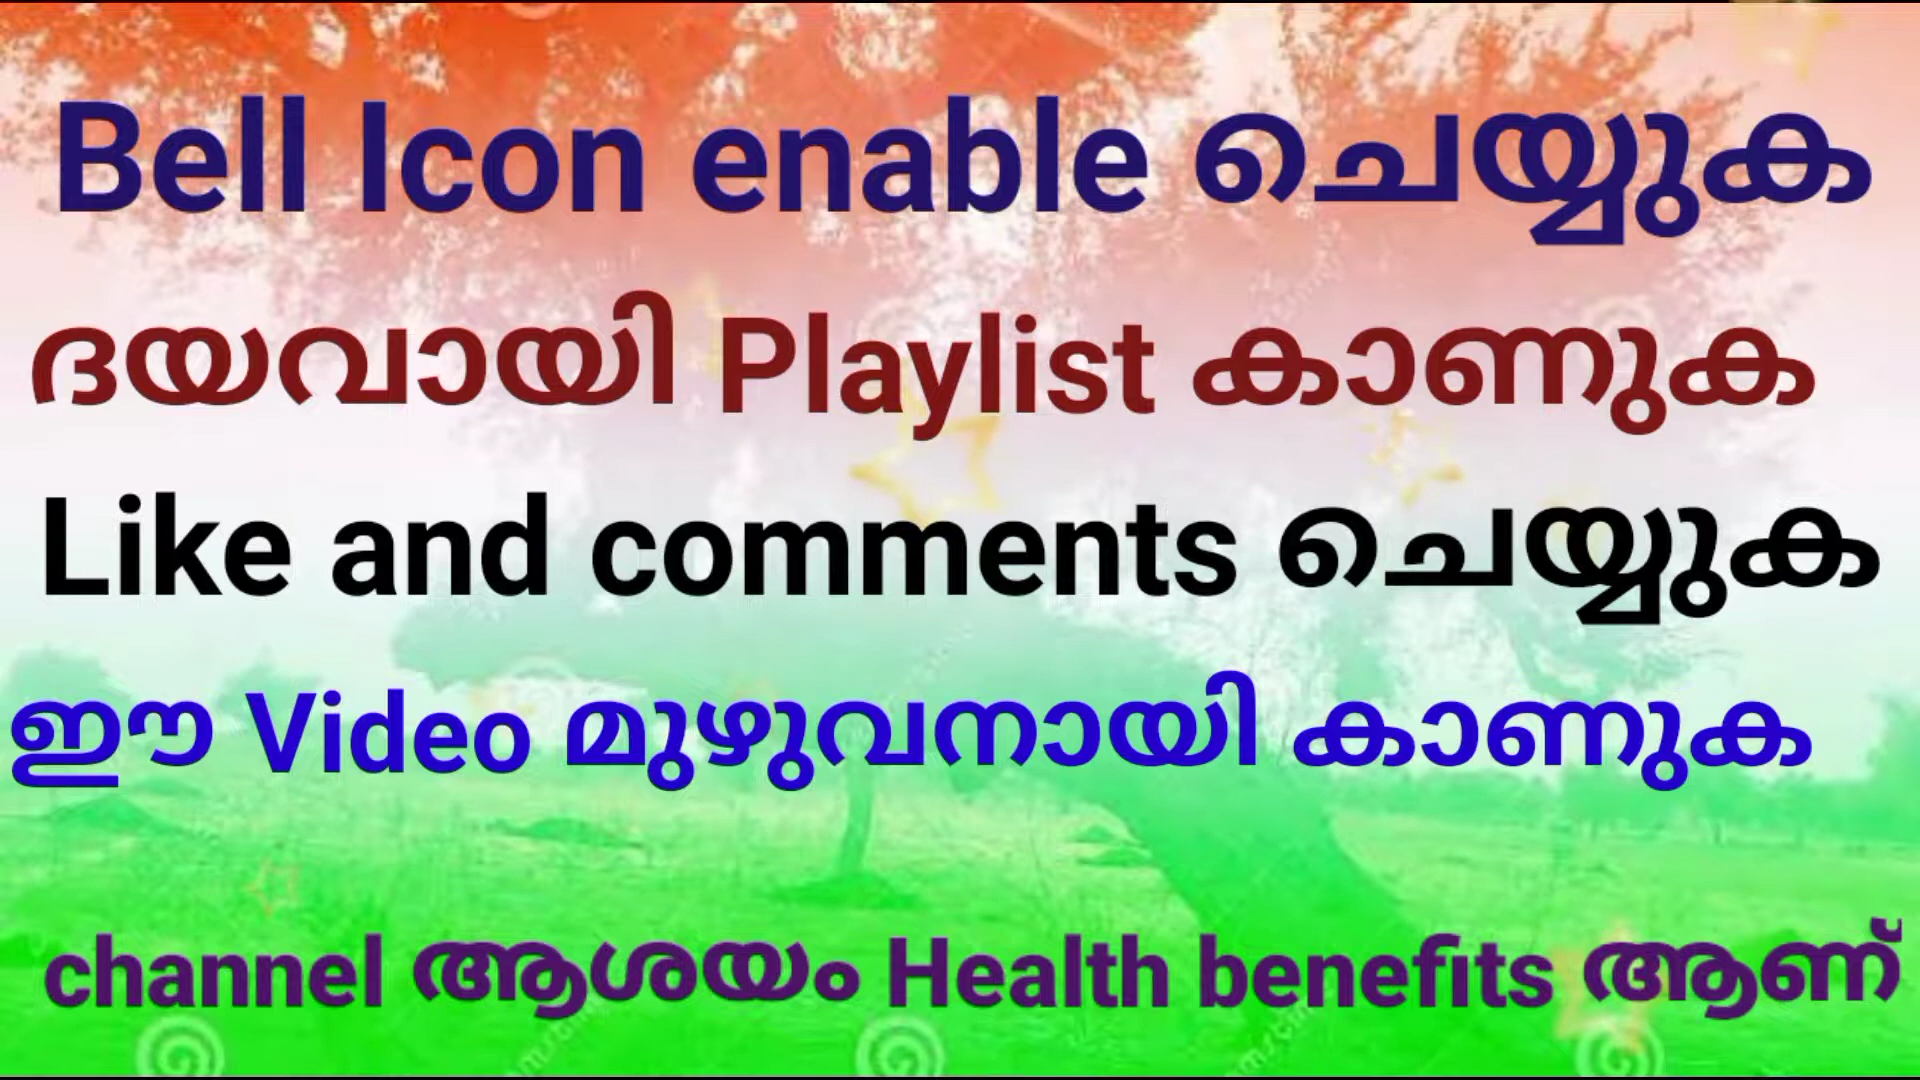 Bell Icon enable ചെയ്യുക
ദയവായി Playlist കാണുക
Like and comments ചെയ്യുക
ഈ Video മുഴുവനായി കാണുക
channel ആശയം Health benefits ആണ്